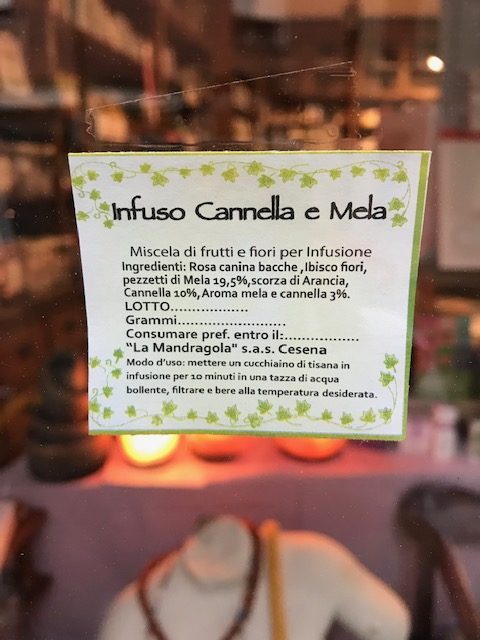 Infuso Cannella e Mela
Miscela di frutti e fiori per Infusione
Ingredienti: Rosa canina bacche ,Ibisco fiori,
pezzetti di Mela 19,5%,scorza di Arancia,
Cannella 10%,Aroma mela e cannella 3%.
LOTTO..................
Grammi.........................
Consumare pref. entro il:.................
"La Mandragola" s.a.s. Cesena
Modo d'uso: mettere un cucchiaino di tisana in
infusione per 10 minuti in una tazza di acqua
bollente, filtrare e bere alla temperatura desiderata.